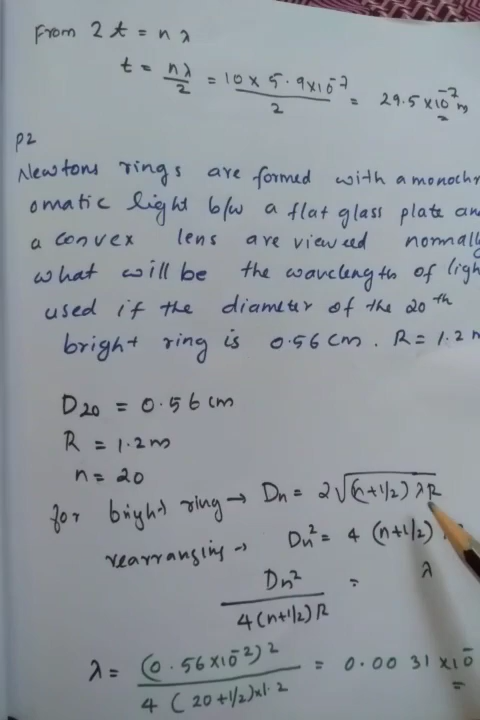 From 2t = nλ
t = nλ/2 = 10 × 5.9×10⁻⁷/2 = 29.5×10⁻⁷ m
P2
Newtons rings are formed with a monochr
omatic light b/w a flat glass plate an
a convex lens are viewed normally
what will be the wavelength of ligh
used if the diameter of the 20th
bright ring is 0.56 cm. R = 1.2 m
D20 = 0.56 cm
R = 1.2 m
n = 20
for bright ring → Dn = 2√(n+1/2) λR
rearranging → Dn² = 4 (n+1/2)
Dn²/4(n+1/2)R = λ
λ = (0.56×10⁻²)²/4(20+1/2)×1.2 = 0.0031×10⁻